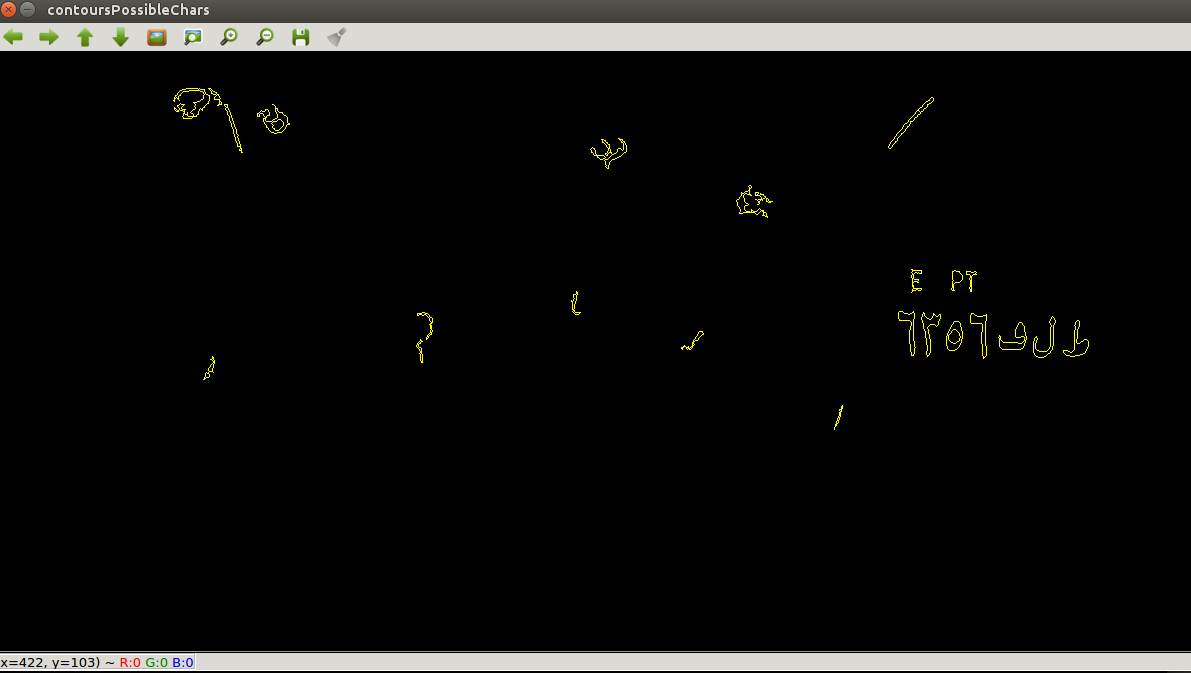 contoursPossibleChars
E PT
ط ل ف ٦٣٥٦
x=422, y=103) ~ R:0 G:0 B:0